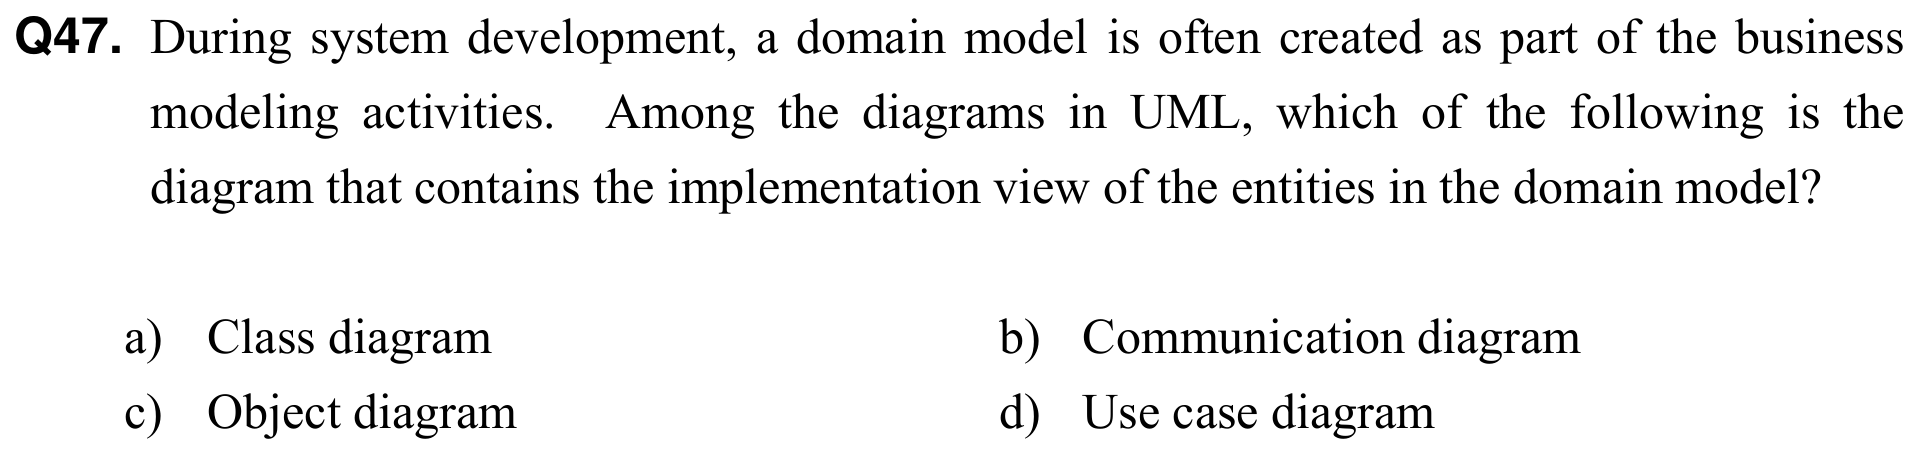 Q47. During system development, a domain model is often created as part of the business
modeling activities. Among the diagrams in UML, which of the following is the
diagram that contains the implementation view of the entities in the domain model?
a) Class diagram b) Communication diagram
c) Object diagram d) Use case diagram